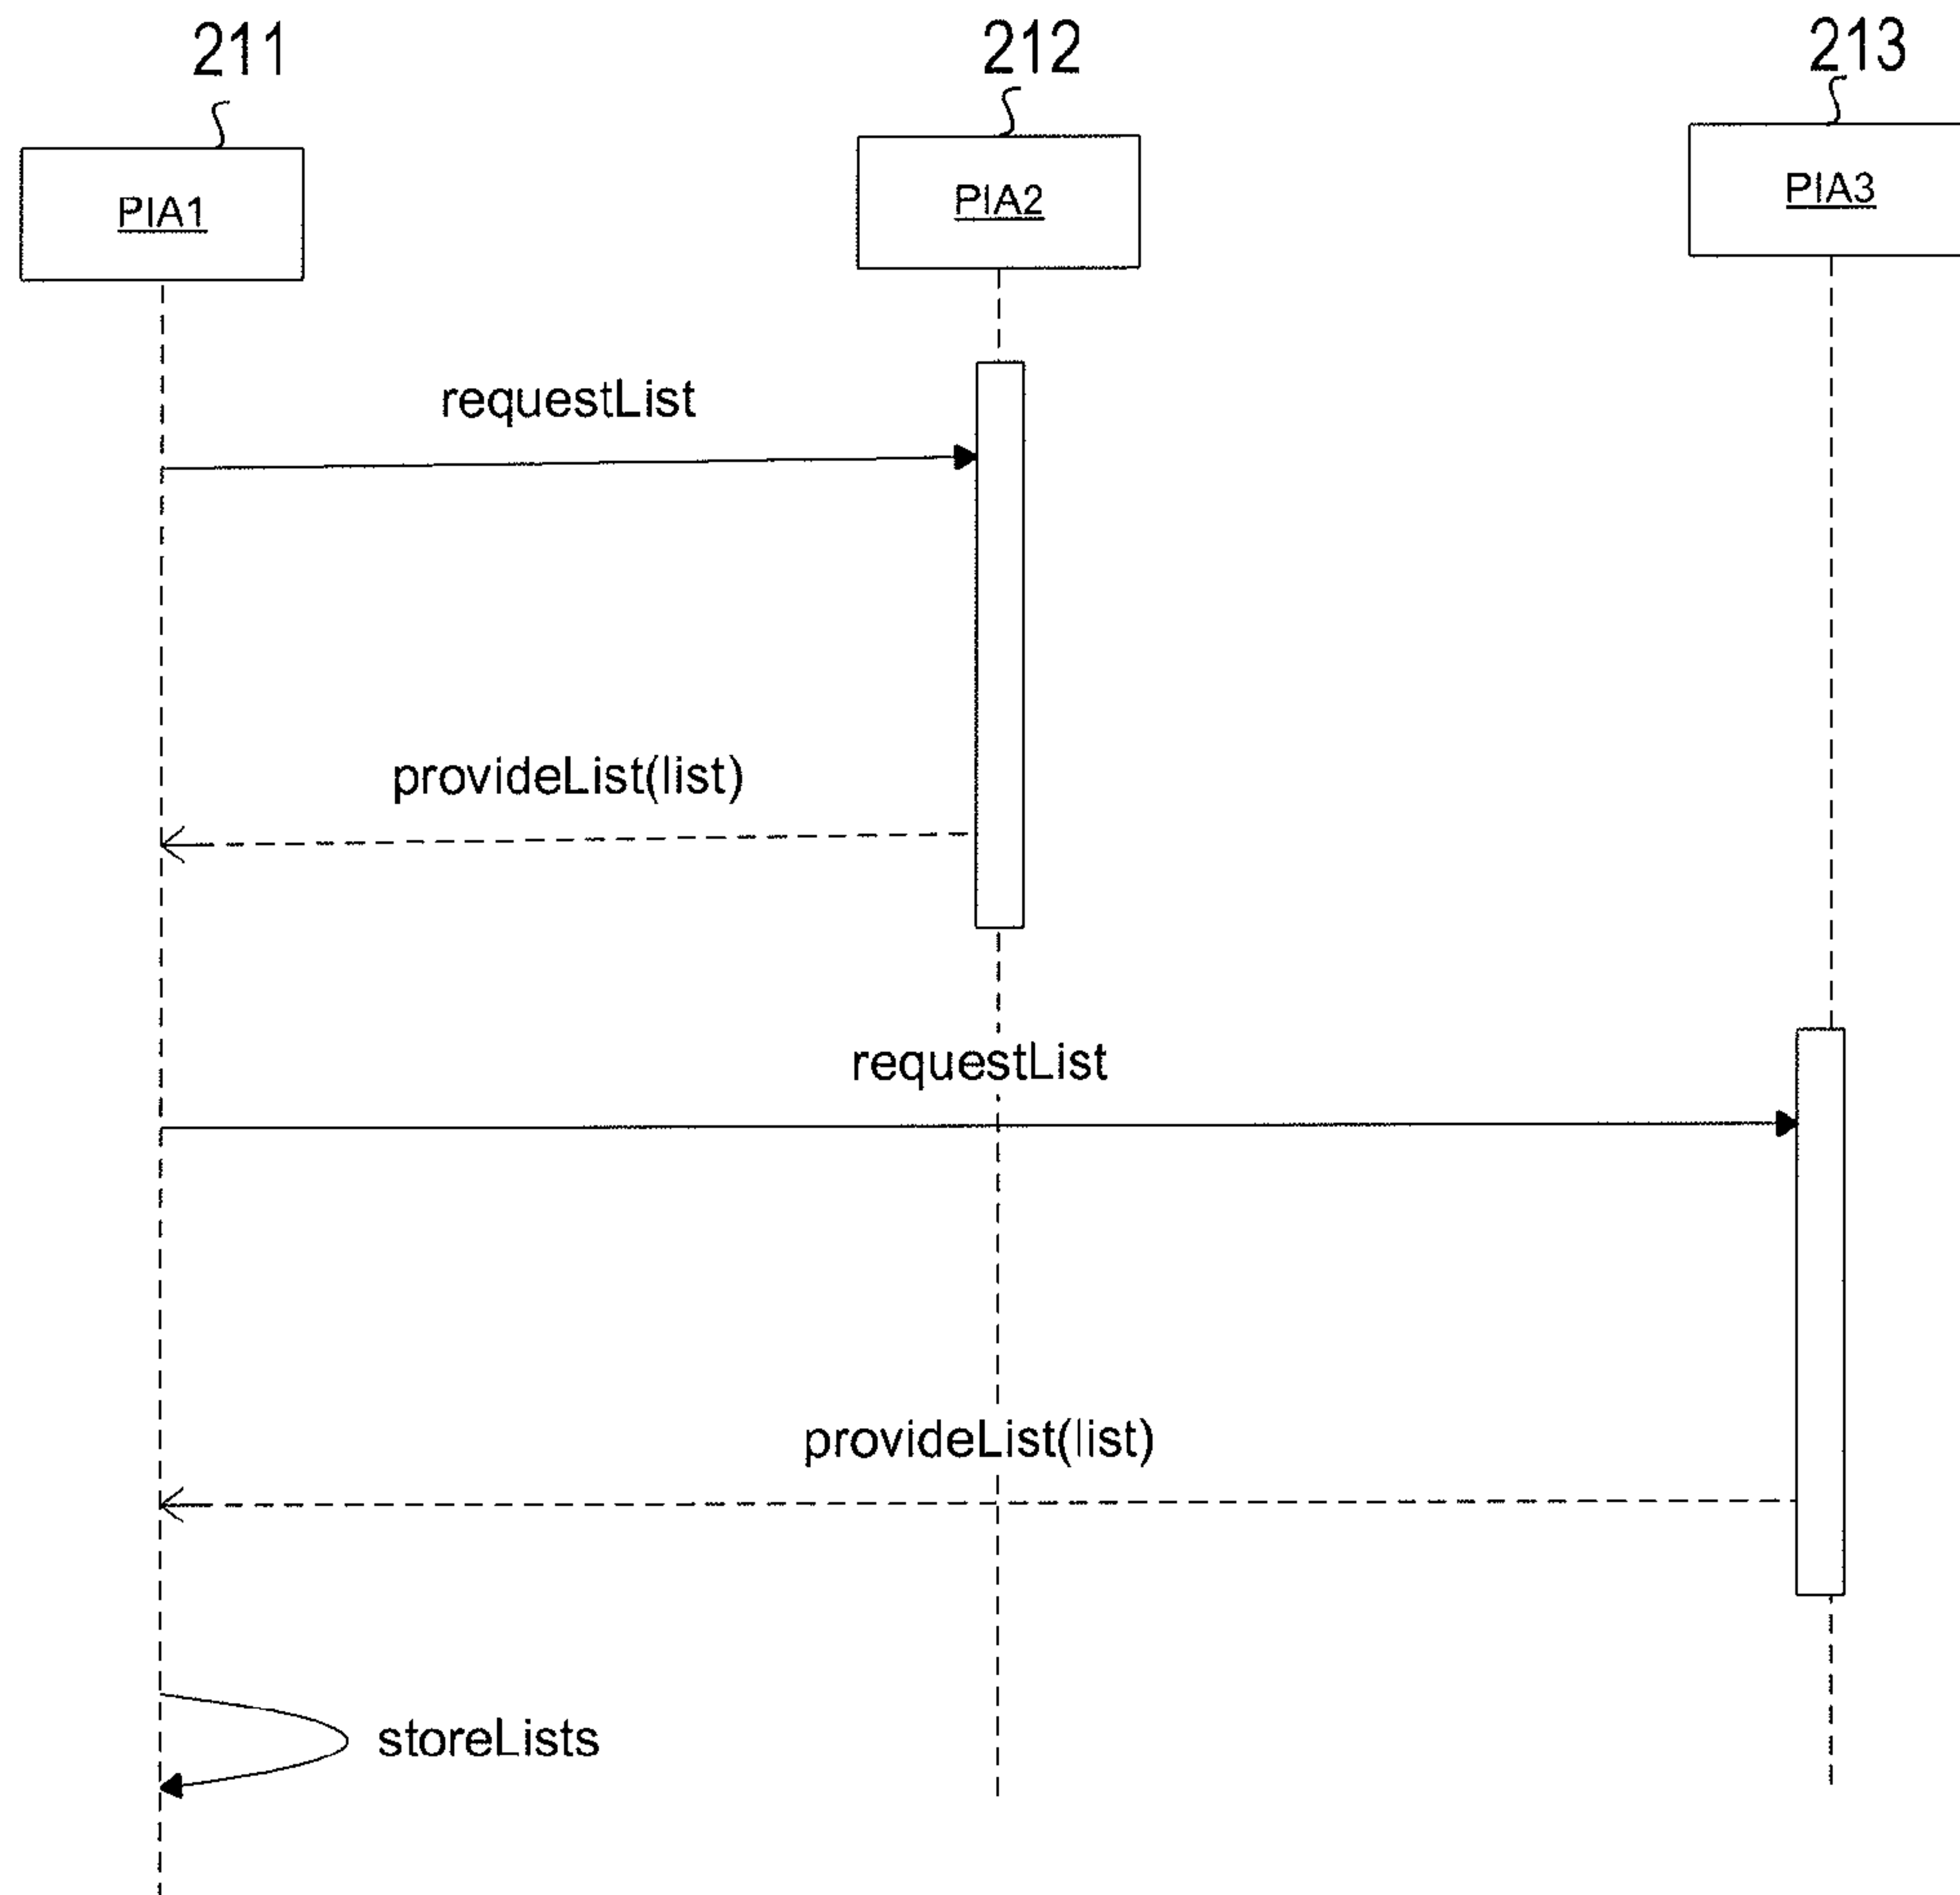 211
212
213
PIA1
PIA2
PIA3
requestList
provideList(list)
requestList
provideList(list)
storeLists